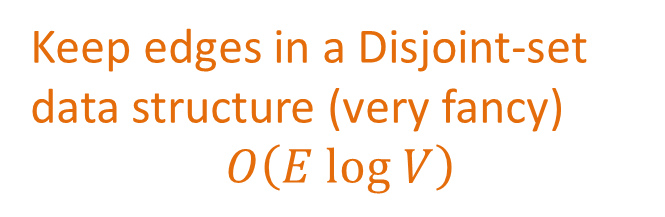 Keep edges in a Disjoint-set
data structure (very fancy)
O(E log V)